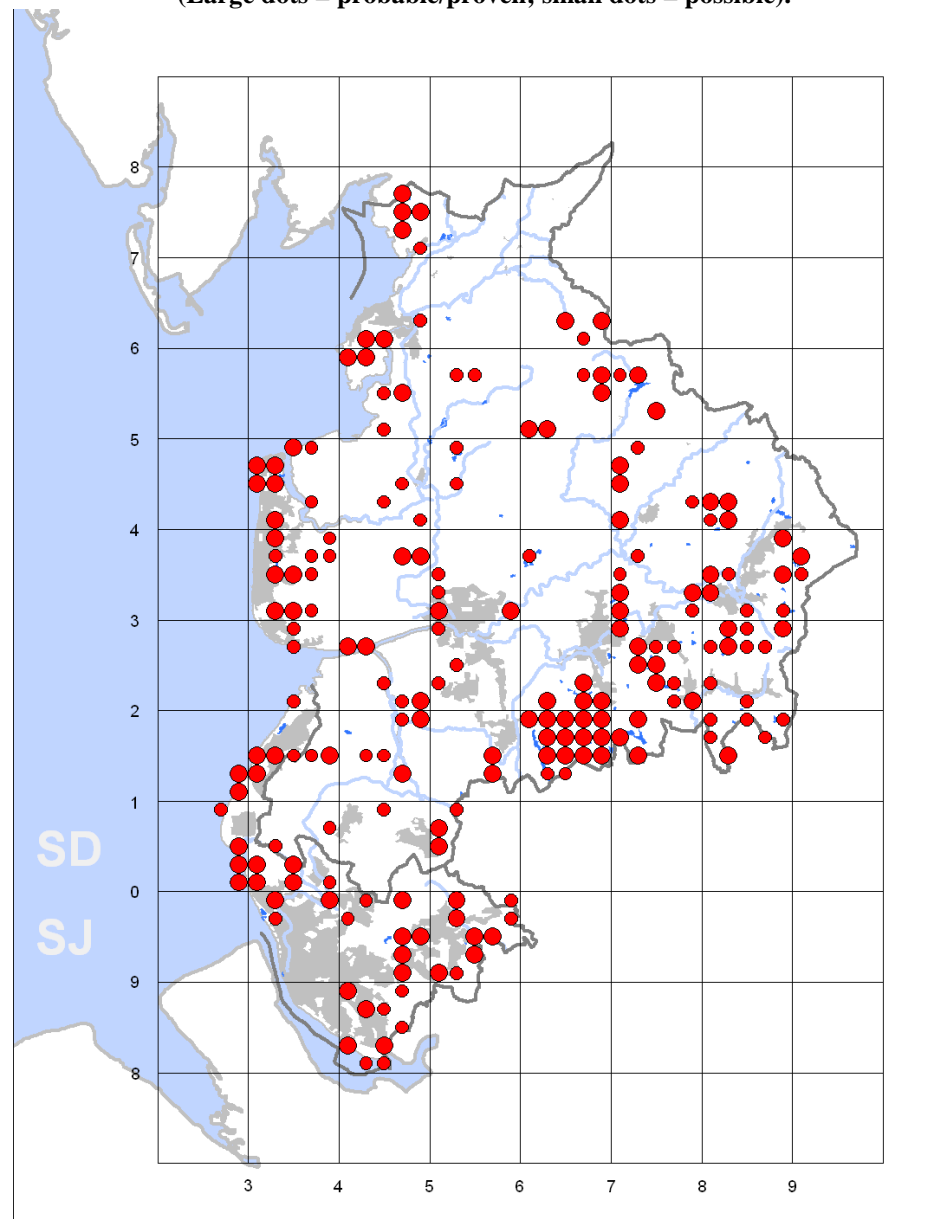 (Large dots = probable/proven; small dots = possible).
8
7
6
5
4
3
2
1
SD
0
SJ
9
8
3 4 5 6 7 8 9